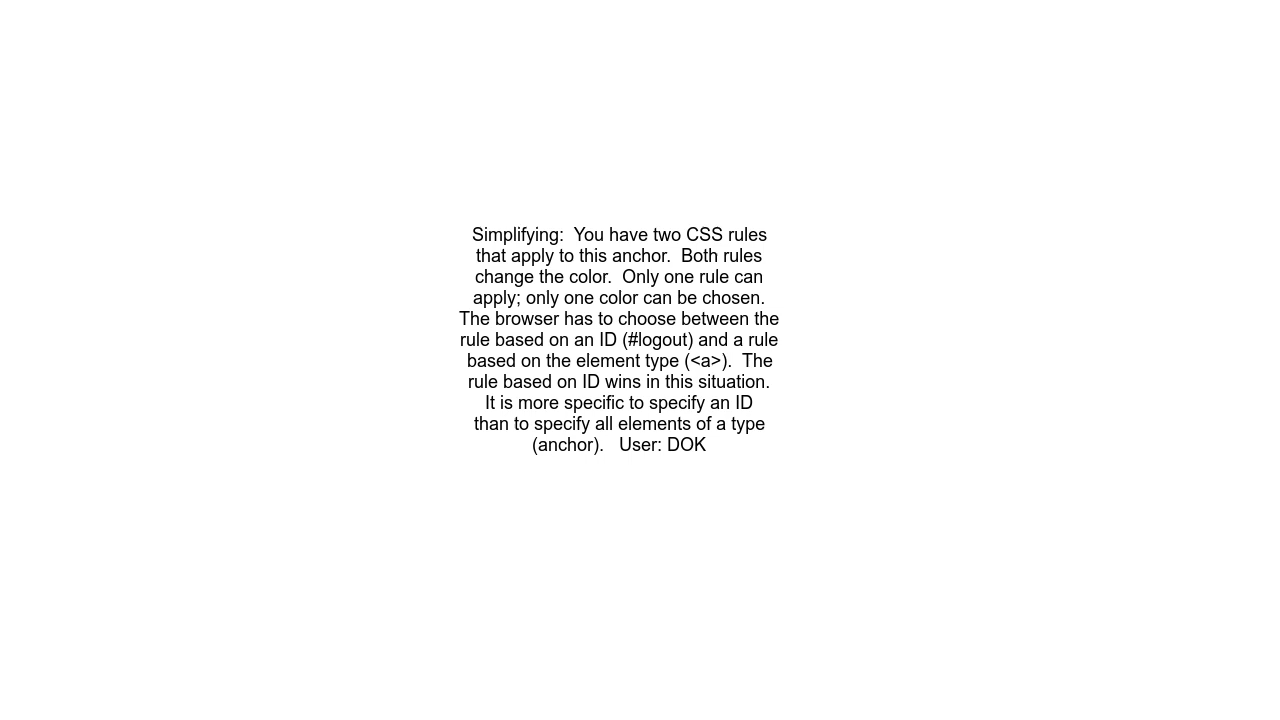 Simplifying:  You have two CSS rules
that apply to this anchor.  Both rules
change the color.  Only one rule can
apply; only one color can be chosen.
The browser has to choose between the
rule based on an ID (#logout) and a rule
based on the element type (<a>).  The
rule based on ID wins in this situation.
It is more specific to specify an ID
than to specify all elements of a type
(anchor).   User: DOK